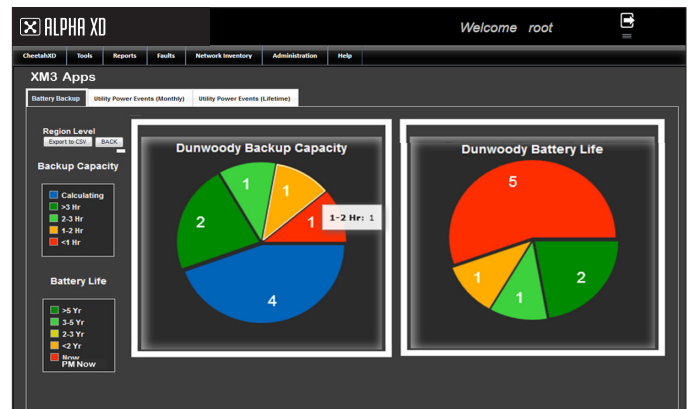 ALPHA XD
Welcome root
CheetahXD Tools Reports Faults Network Inventory Administration Help
XM3 Apps
Battery Backup Utility Power Events (Monthly) Utility Power Events (Lifetime)
Region Level
Export to CSV BACK
Backup Capacity
Calculating
>3 Hr
2-3 Hr
1-2 Hr
<1 Hr
Battery Life
>5 Yr
3-5 Yr
2-3 Yr
<2 Yr
Now
PM Now
Dunwoody Backup Capacity
1
1
2
1
1-2 Hr: 1
4
Dunwoody Battery Life
5
1
2
1